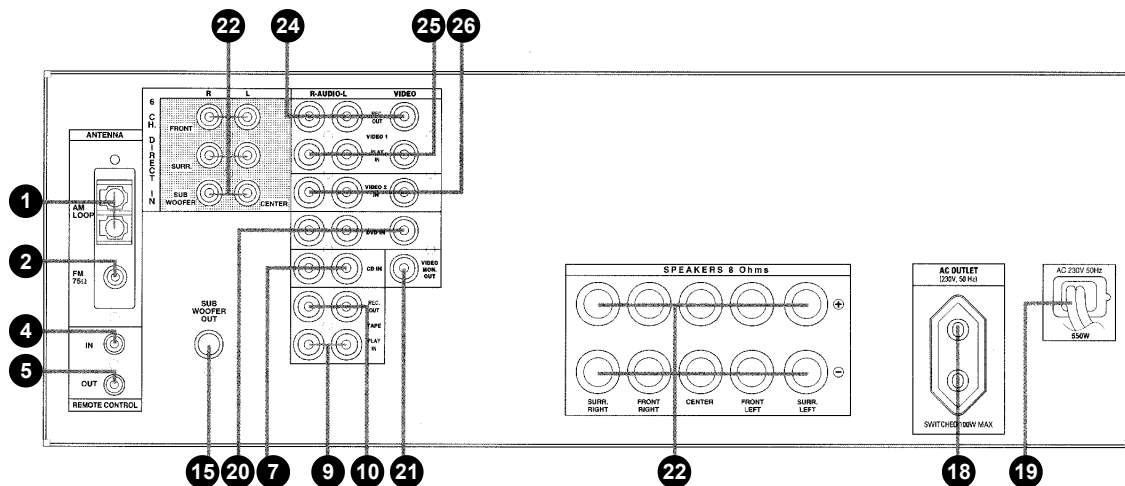 22
24
25
26
R
L
R-AUDIO-L
VIDEO
6 CH. DIRECT IN
FRONT
SURR.
SUB WOOFER
CENTER
REC. OUT
VIDEO 1
PLAY IN
VIDEO 2 IN
DVD IN
CD IN
VIDEO MON. OUT
REC. OUT
TAPE
PLAY IN
ANTENNA
1
AM LOOP
2
FM 75Ω
4
IN
5
OUT
REMOTE CONTROL
SUB WOOFER OUT
SPEAKERS 8 Ohms
+
−
SURR. RIGHT
FRONT RIGHT
CENTER
FRONT LEFT
SURR. LEFT
AC OUTLET
(230V, 50 Hz)
SWITCHED 100W MAX
AC 230V 50Hz
550W
15
20
7
9
10
21
22
18
19